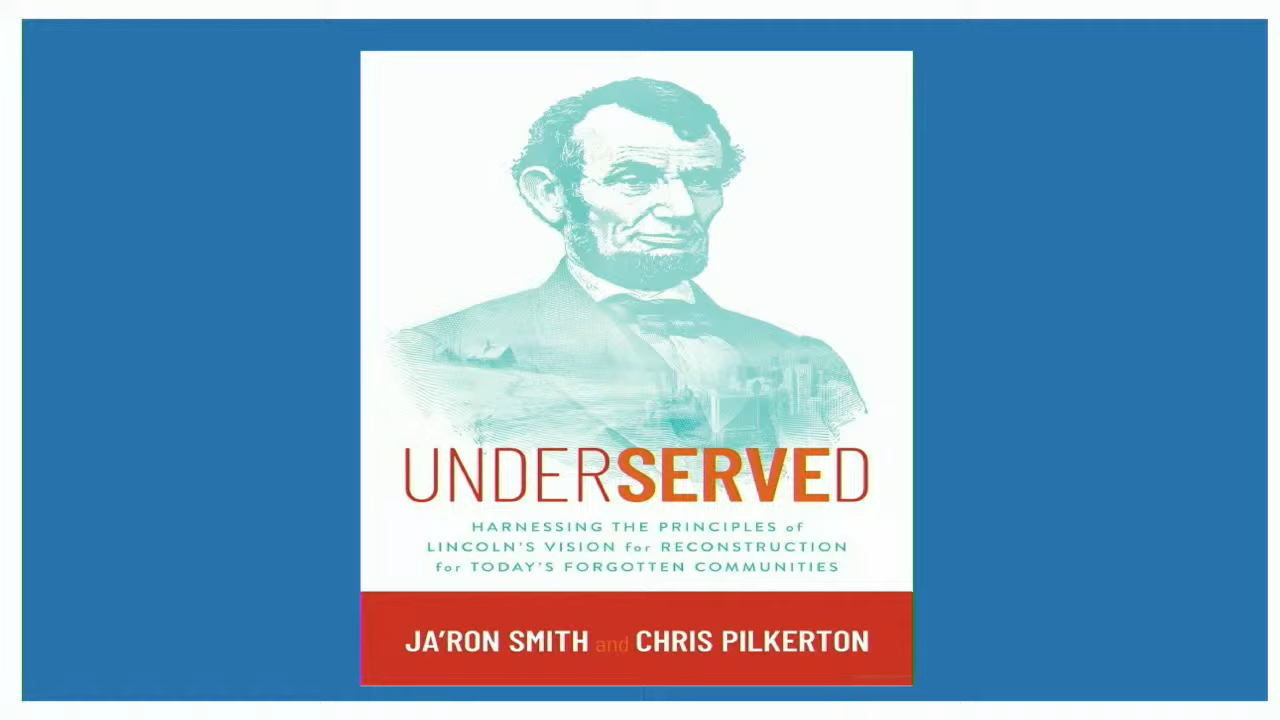 UNDERSERVED
HARNESSING THE PRINCIPLES of
LINCOLN'S VISION for RECONSTRUCTION
for TODAY'S FORGOTTEN COMMUNITIES
JA'RON SMITH and CHRIS PILKERTON